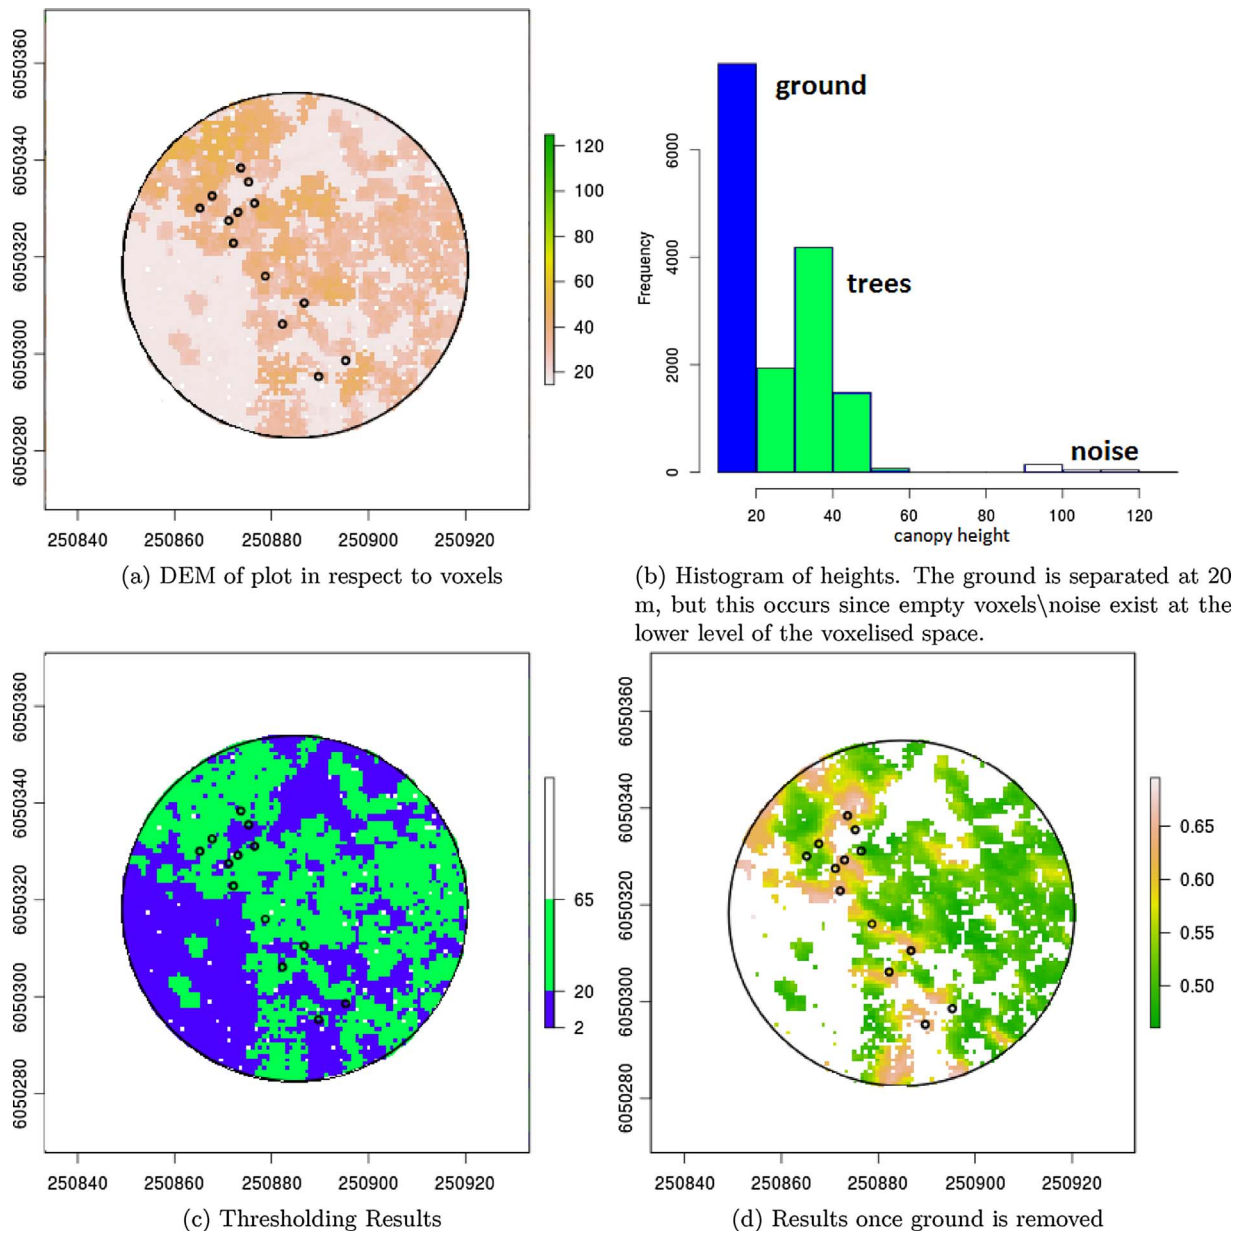 6050360
6050340
6050320
6050300
6050280
250840 250860 250880 250900 250920
120
100
80
60
40
20
(a) DEM of plot in respect to voxels
ground
trees
noise
Frequency
6000
4000
2000
0
20 40 60 80 100 120
canopy height
(b) Histogram of heights. The ground is separated at 20
m, but this occurs since empty voxels\noise exist at the
lower level of the voxelised space.
6050360
6050340
6050320
6050300
6050280
250840 250860 250880 250900 250920
65
20
2
(c) Thresholding Results
6050360
6050340
6050320
6050300
6050280
250840 250860 250880 250900 250920
0.65
0.60
0.55
0.50
(d) Results once ground is removed